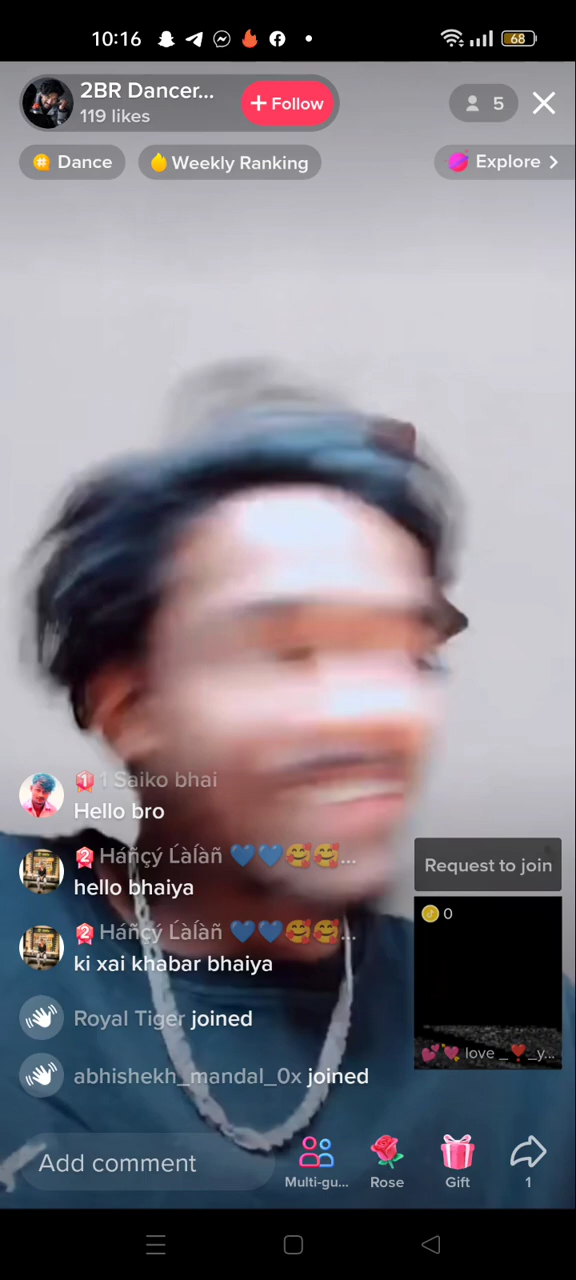 10:16
68
2BR Dancer...
119 likes
+ Follow
5
Dance
Weekly Ranking
Explore >
1 1 Saiko bhai
Hello bro
2 Háñçý Ĺàĺàñ 💙💙🥰🥰...
hello bhaiya
2 Háñçý Ĺàĺàñ 💙💙🥰🥰...
ki xai khabar bhaiya
Royal Tiger joined
abhishekh_mandal_0x joined
Request to join
0
💕💘 love _❣️_y...
Add comment
Multi-gu...
Rose
Gift
1